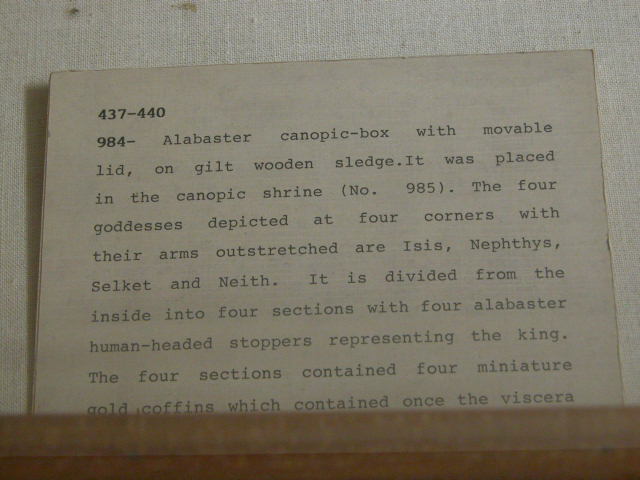 437-440
984- Alabaster canopic-box with movable
lid, on gilt wooden sledge.It was placed
in the canopic shrine (No. 985). The four
goddesses depicted at four corners with
their arms outstretched are Isis, Nephthys,
Selket and Neith. It is divided from the
inside into four sections with four alabaster
human-headed stoppers representing the king.
The four sections contained four miniature
gold coffins which contained once the viscera